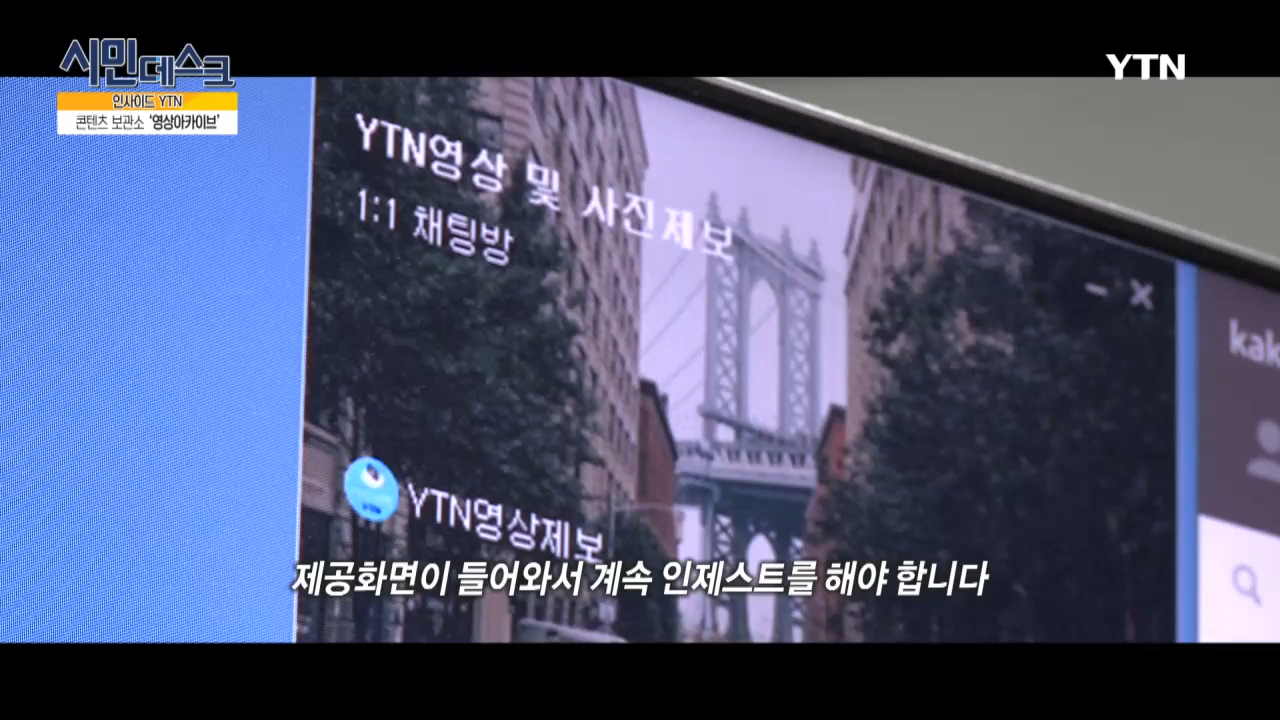 시민데스크
YTN
인사이드 YTN
콘텐츠 보관소 '영상아카이브'
YTN영상 및 사진제보
1:1 채팅방
kak
YTN영상제보
제공화면이 들어와서 계속 인제스트를 해야 합니다